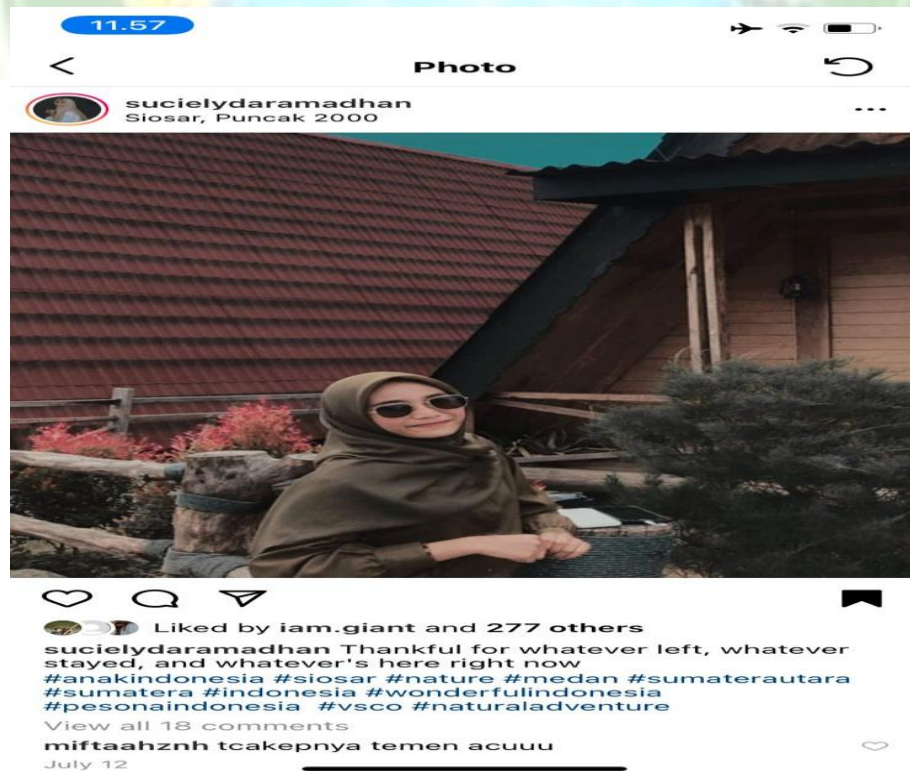 11.57
Photo
sucielydaramadhan
Siosar, Puncak 2000
Liked by iam.giant and 277 others
sucielydaramadhan Thankful for whatever left, whatever
stayed, and whatever's here right now
#anakindonesia #siosar #nature #medan #sumaterautara
#sumatera #indonesia #wonderfulindonesia
#pesonaindonesia #vsco #naturaladventure
View all 18 comments
miftaahznh tcakepnya temen acuuu
July 12